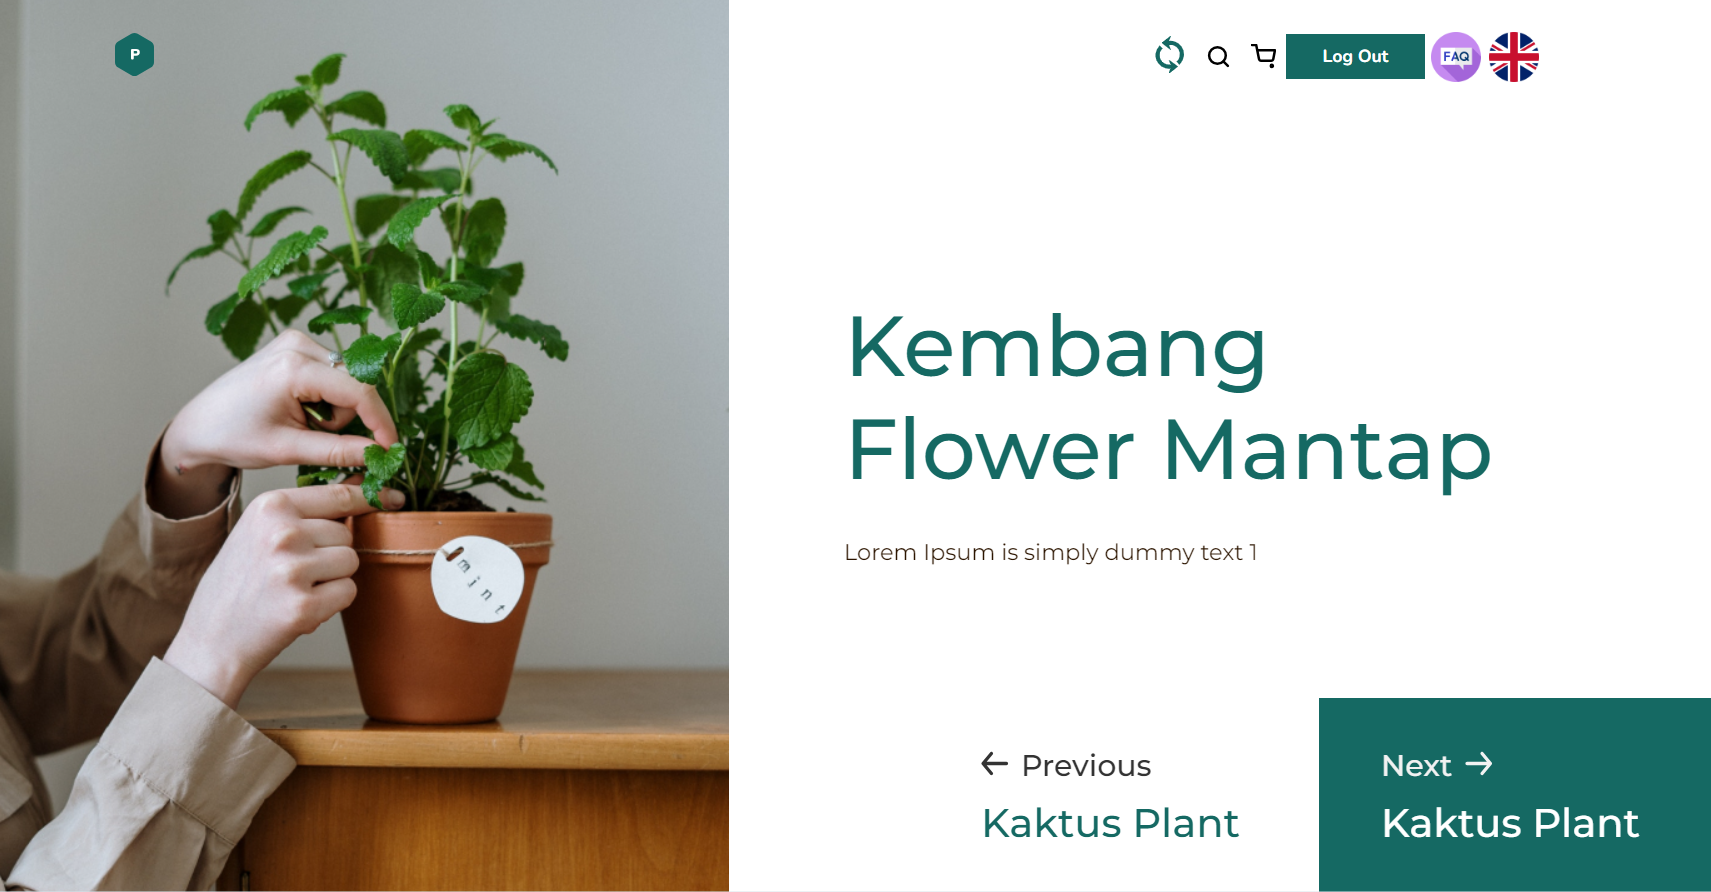 P
Log Out
FAQ
mint
Kembang
Flower Mantap
Lorem Ipsum is simply dummy text 1
← Previous
Kaktus Plant
Next →
Kaktus Plant